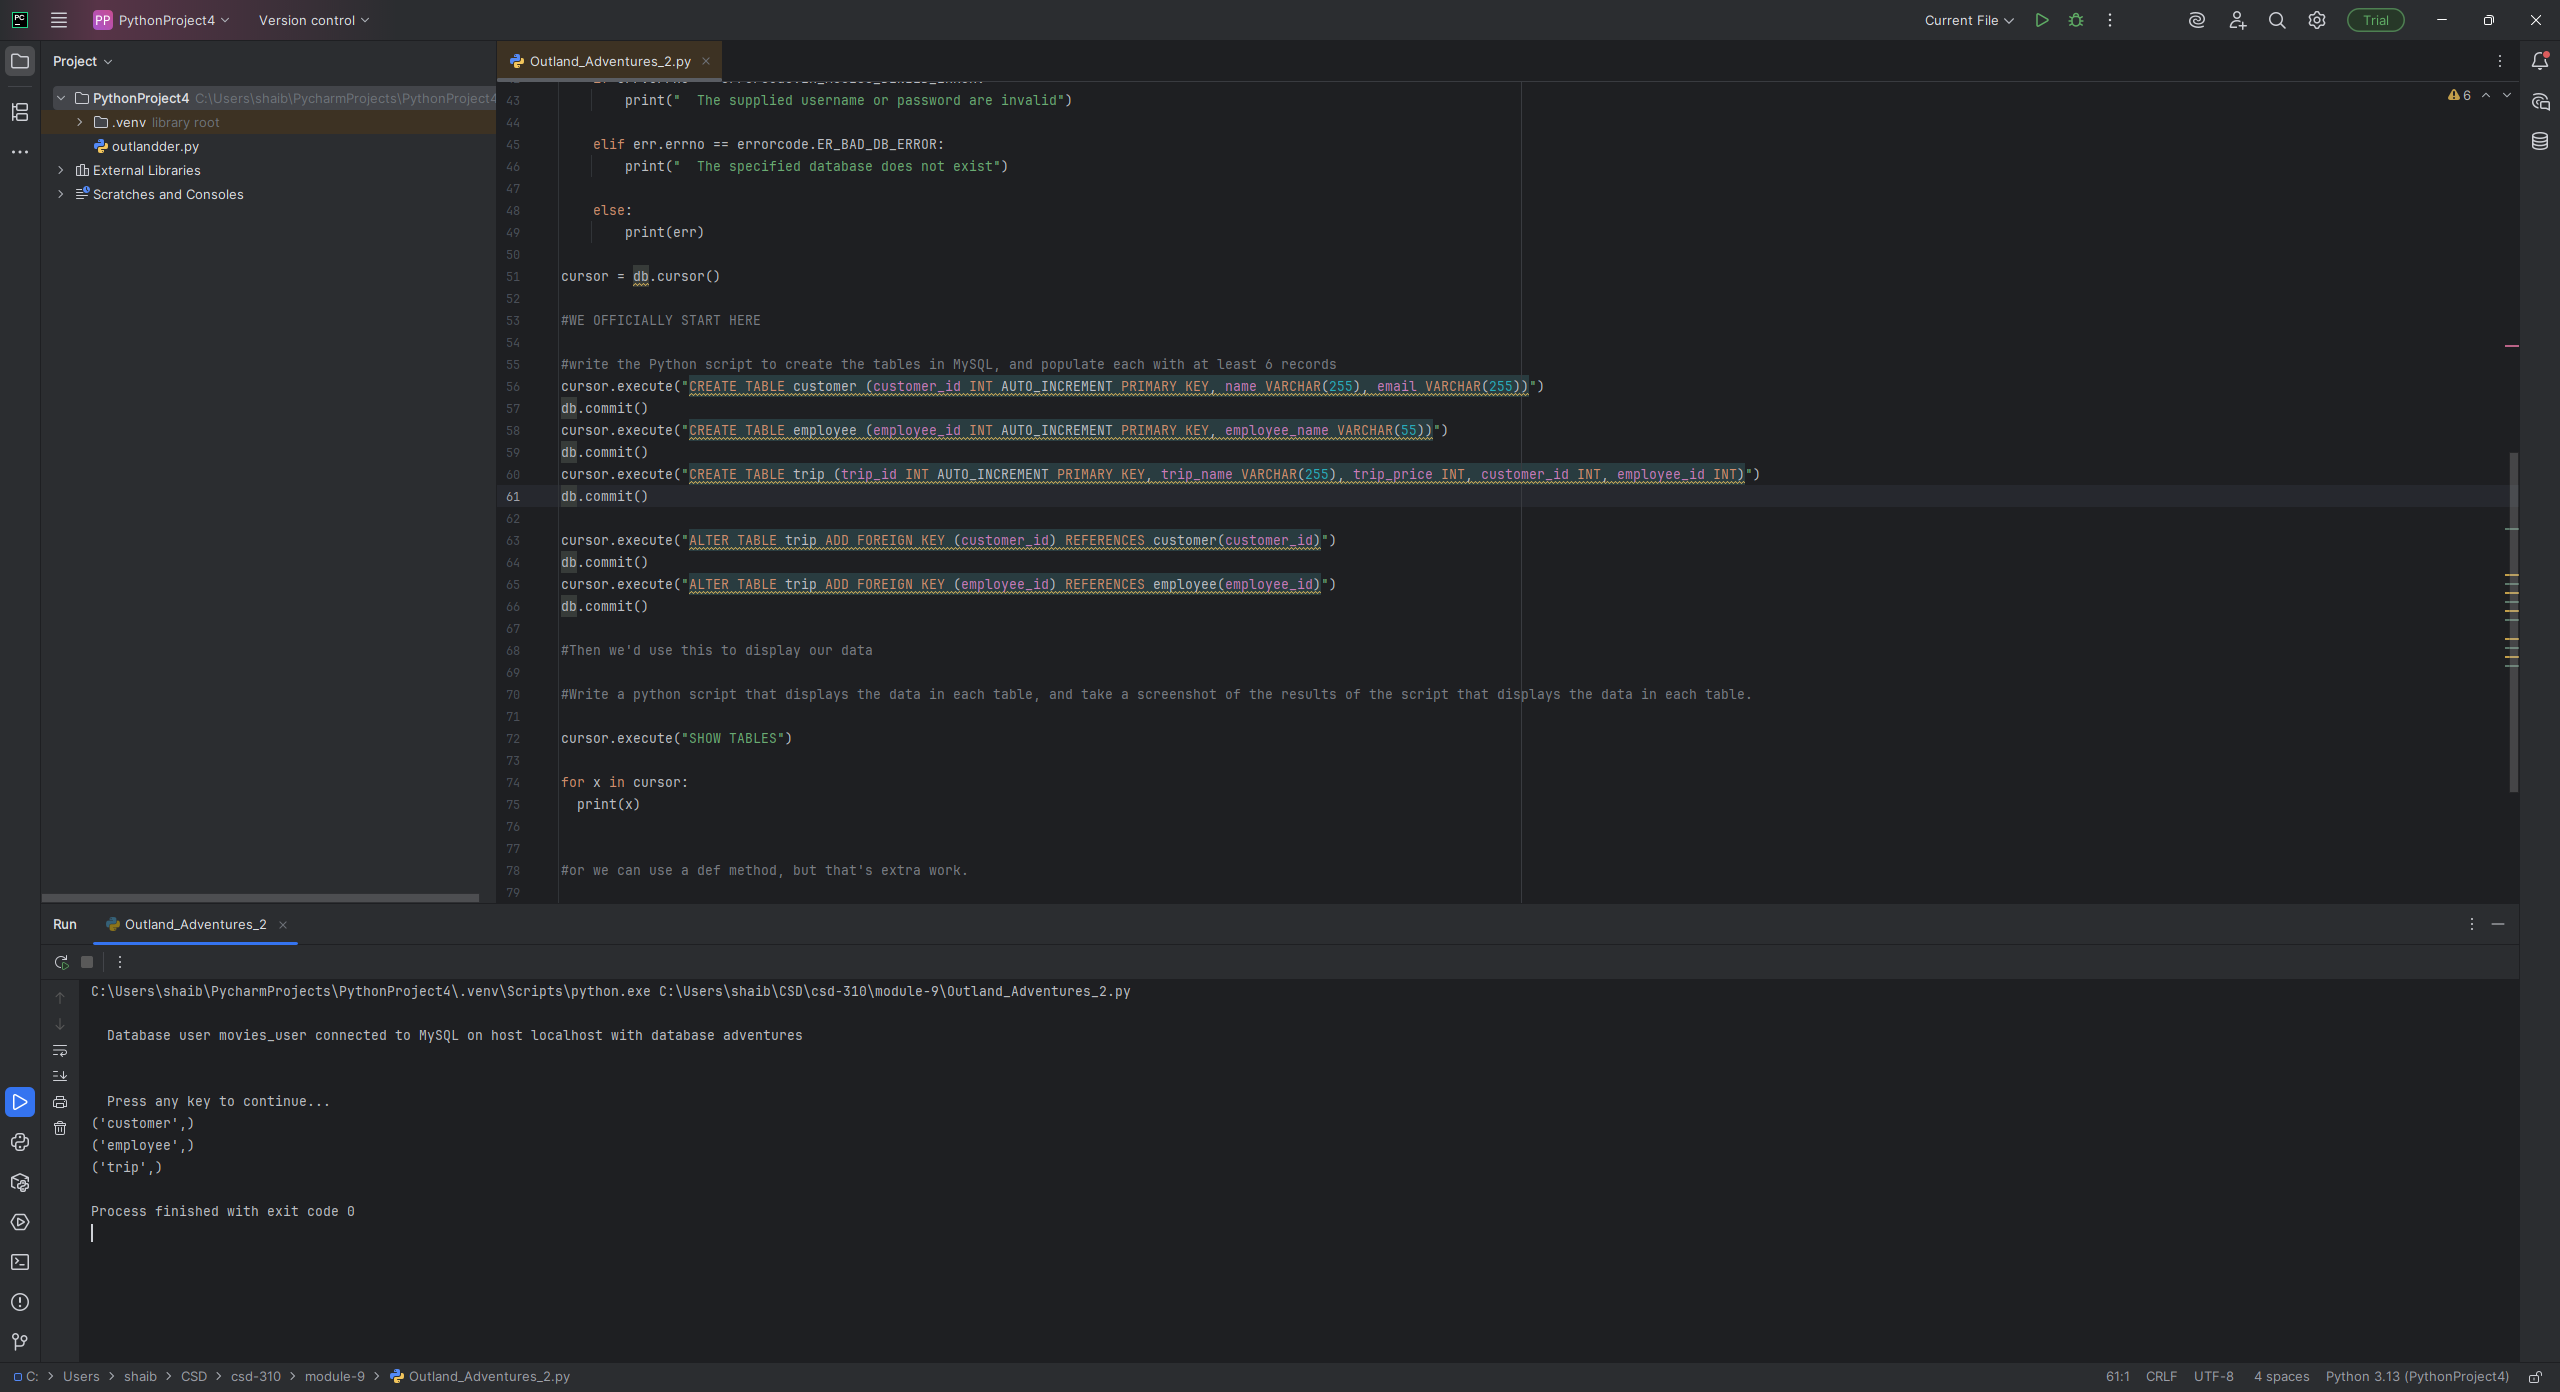 PC PP PythonProject4 Version control Current File Trial
Project
PythonProject4 C:\Users\shaib\PycharmProjects\PythonProject4
.venv library root
outlandder.py
External Libraries
Scratches and Consoles
Outland_Adventures_2.py
6
43 print("  The supplied username or password are invalid")
44
45 elif err.errno == errorcode.ER_BAD_DB_ERROR:
46 print("  The specified database does not exist")
47
48 else:
49 print(err)
50
51 cursor = db.cursor()
52
53 #WE OFFICIALLY START HERE
54
55 #write the Python script to create the tables in MySQL, and populate each with at least 6 records
56 cursor.execute("CREATE TABLE customer (customer_id INT AUTO_INCREMENT PRIMARY KEY, name VARCHAR(255), email VARCHAR(255))")
57 db.commit()
58 cursor.execute("CREATE TABLE employee (employee_id INT AUTO_INCREMENT PRIMARY KEY, employee_name VARCHAR(55))")
59 db.commit()
60 cursor.execute("CREATE TABLE trip (trip_id INT AUTO_INCREMENT PRIMARY KEY, trip_name VARCHAR(255), trip_price INT, customer_id INT, employee_id INT)")
61 db.commit()
62
63 cursor.execute("ALTER TABLE trip ADD FOREIGN KEY (customer_id) REFERENCES customer(customer_id)")
64 db.commit()
65 cursor.execute("ALTER TABLE trip ADD FOREIGN KEY (employee_id) REFERENCES employee(employee_id)")
66 db.commit()
67
68 #Then we'd use this to display our data
69
70 #Write a python script that displays the data in each table, and take a screenshot of the results of the script that displays the data in each table.
71
72 cursor.execute("SHOW TABLES")
73
74 for x in cursor:
75 print(x)
76
77
78 #or we can use a def method, but that's extra work.
79
Run Outland_Adventures_2
C:\Users\shaib\PycharmProjects\PythonProject4\.venv\Scripts\python.exe C:\Users\shaib\CSD\csd-310\module-9\Outland_Adventures_2.py
Database user movies_user connected to MySQL on host localhost with database adventures
Press any key to continue...
('customer',)
('employee',)
('trip',)
Process finished with exit code 0
C: > Users > shaib > CSD > csd-310 > module-9 > Outland_Adventures_2.py 61:1 CRLF UTF-8 4 spaces Python 3.13 (PythonProject4)